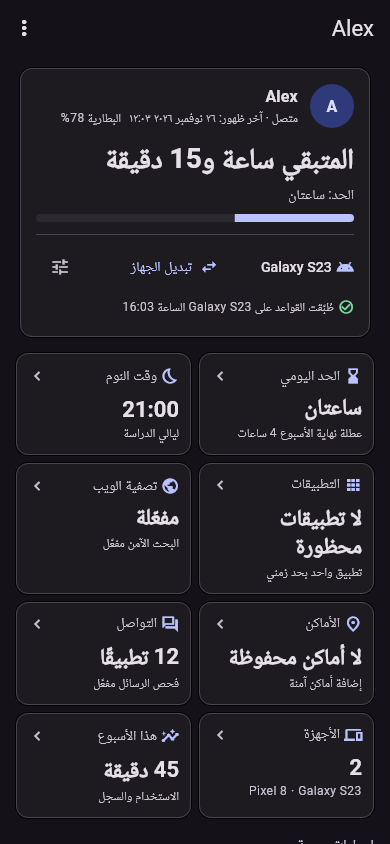 Alex
A
Alex
متصل · آخر ظهور: ٢٦ نوفمبر ٢٠٢٦ ١٢:٠٣ البطارية 78%
المتبقي ساعة و15 دقيقة
الحد: ساعتان
Galaxy S23
تبديل الجهاز
طُبّقت القواعد على Galaxy S23 الساعة 16:03
الحد اليومي
ساعتان
عطلة نهاية الأسبوع 4 ساعات
وقت النوم
21:00
ليالي الدراسة
التطبيقات
لا تطبيقات
محظورة
تطبيق واحد بحد زمني
تصفية الويب
مفعّلة
البحث الآمن مفعّل
الأماكن
لا أماكن محفوظة
إضافة أماكن آمنة
التواصل
12 تطبيقًا
فحص الرسائل مفعّل
الأجهزة
2
Pixel 8 · Galaxy S23
هذا الأسبوع
45 دقيقة
الاستخدام والسجل